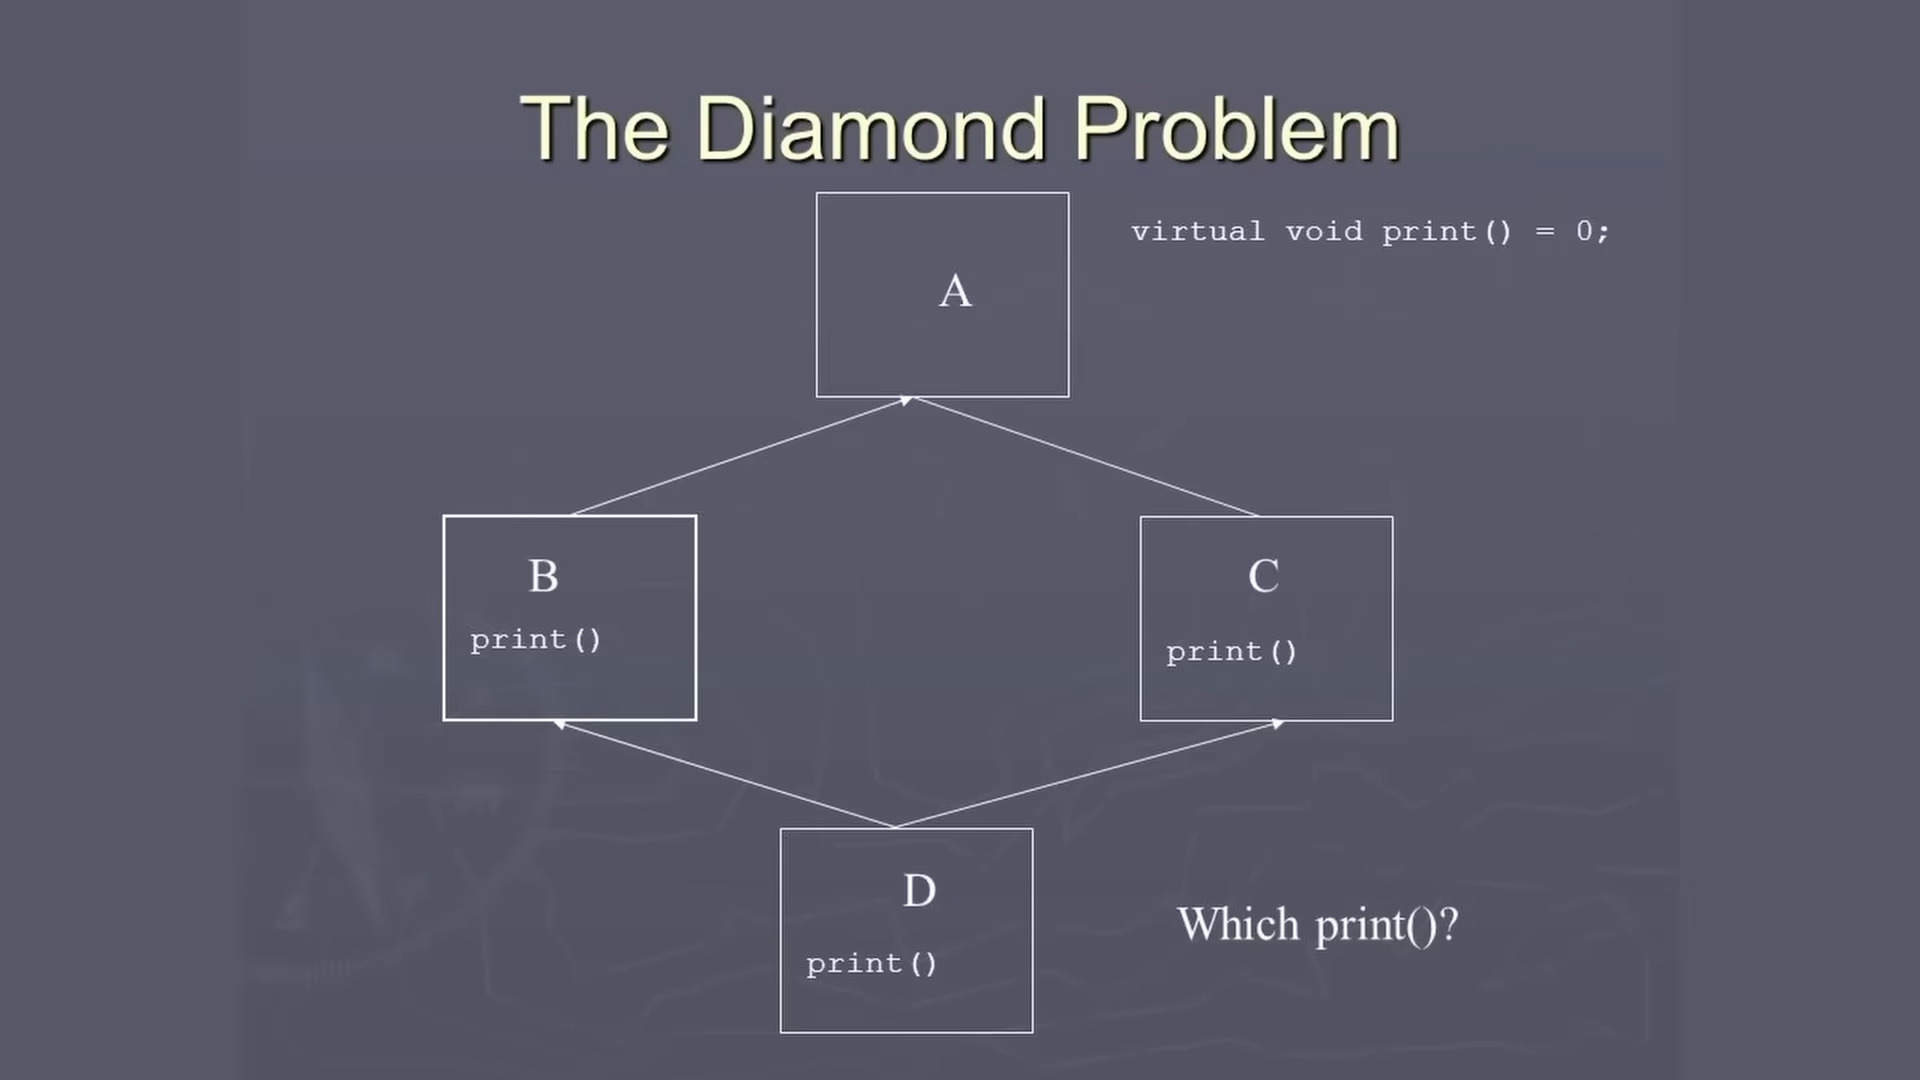 The Diamond Problem
virtual void print() = 0;
A
B
C
print()
print()
D
Which print()?
print()